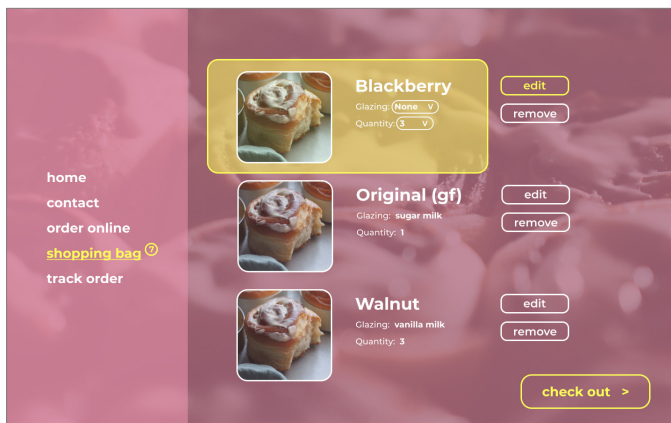 home
contact
order online
shopping bag 7
track order
Blackberry
Glazing: None V
Quantity: 3 V
edit
remove
Original (gf)
Glazing: sugar milk
Quantity: 1
edit
remove
Walnut
Glazing: vanilla milk
Quantity: 3
edit
remove
check out >